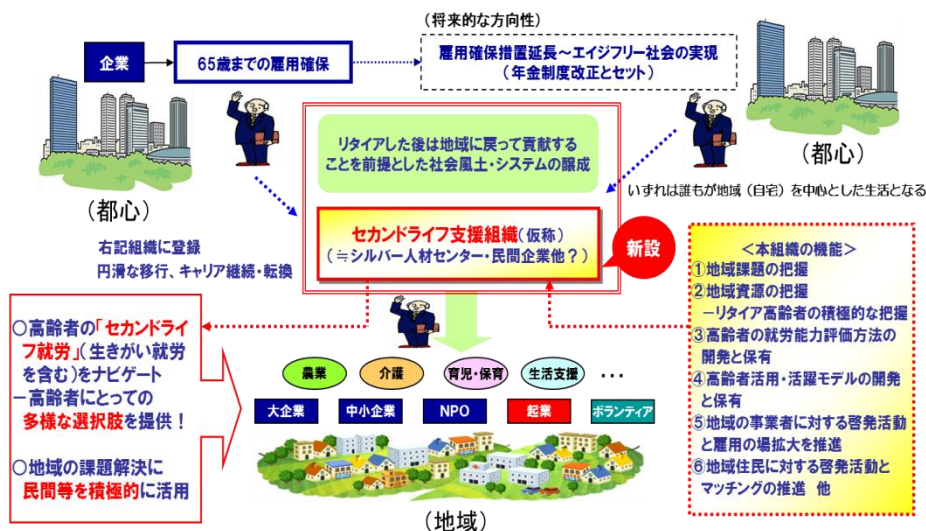 (将来的な方向性)
企業
65歳までの雇用確保
雇用確保措置延長～エイジフリー社会の実現
(年金制度改正とセット)
リタイアした後は地域に戻って貢献する
ことを前提とした社会風土・システムの醸成
(都心)
(都心)
いずれは誰もが地域(自宅)を中心とした生活となる
セカンドライフ支援組織(仮称)
(≒シルバー人材センター・民間企業他?)
新設
右記組織に登録
円滑な移行、キャリア継続・転換
<本組織の機能>
①地域課題の把握
②地域資源の把握
－リタイア高齢者の積極的な把握
③高齢者の就労能力評価方法の
開発と保有
④高齢者活用・活躍モデルの開発
と保有
⑤地域の事業者に対する啓発活動
と雇用の場拡大を推進
⑥地域住民に対する啓発活動と
マッチングの推進 他
○高齢者の「セカンドライ
フ就労」(生きがい就労
を含む)をナビゲート
－高齢者にとっての
多様な選択肢を提供！
○地域の課題解決に
民間等を積極的に活用
農業
介護
育児・保育
生活支援
・・・
大企業
中小企業
NPO
起業
ボランティア
(地域)